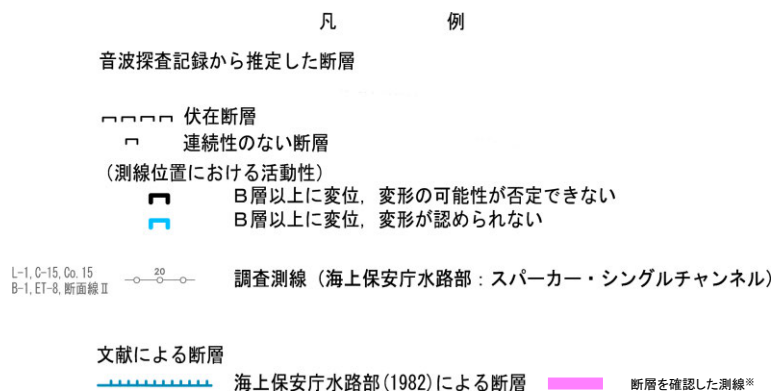 凡 例
音波探査記録から推定した断層
伏在断層
連続性のない断層
(測線位置における活動性)
B層以上に変位，変形の可能性が否定できない
B層以上に変位，変形が認められない
L-1, C-15, Co. 15
B-1, ET-8, 断面線Ⅱ
20
調査測線（海上保安庁水路部：スパーカー・シングルチャンネル）
文献による断層
海上保安庁水路部(1982)による断層
断層を確認した測線※